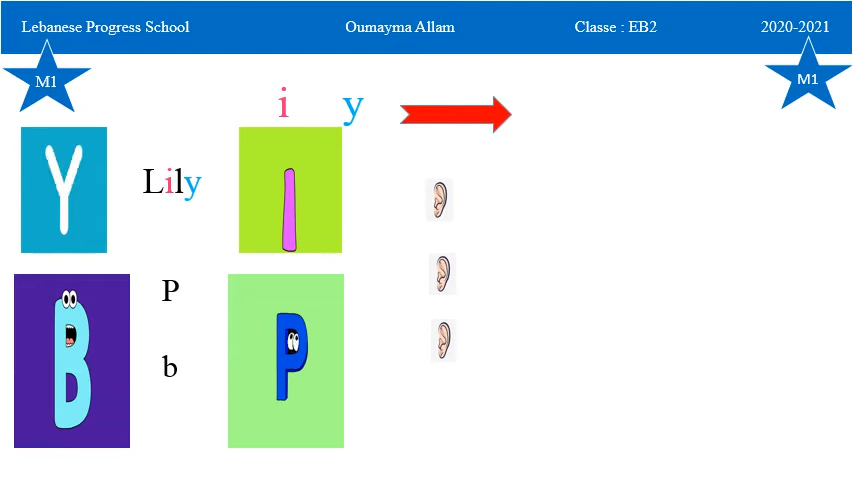 Lebanese Progress School Oumayma Allam Classe : EB2 2020-2021
M1 M1
i y
Y Lily I
B P P
b